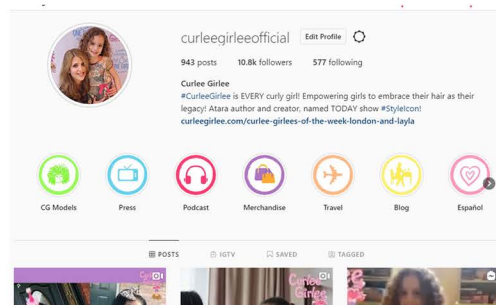 curleegirleeofficial Edit Profile
943 posts 10.8k followers 577 following
Curlee Girlee
#CurleeGirlee is EVERY curly girl! Empowering girls to embrace their hair as their
legacy! Atara author and creator, named TODAY show #StyleIcon!
curleegirlee.com/curlee-girlees-of-the-week-london-and-layla
CG Models Press Podcast Merchandise Travel Blog Español
POSTS IGTV SAVED TAGGED
Curlee
Girlee